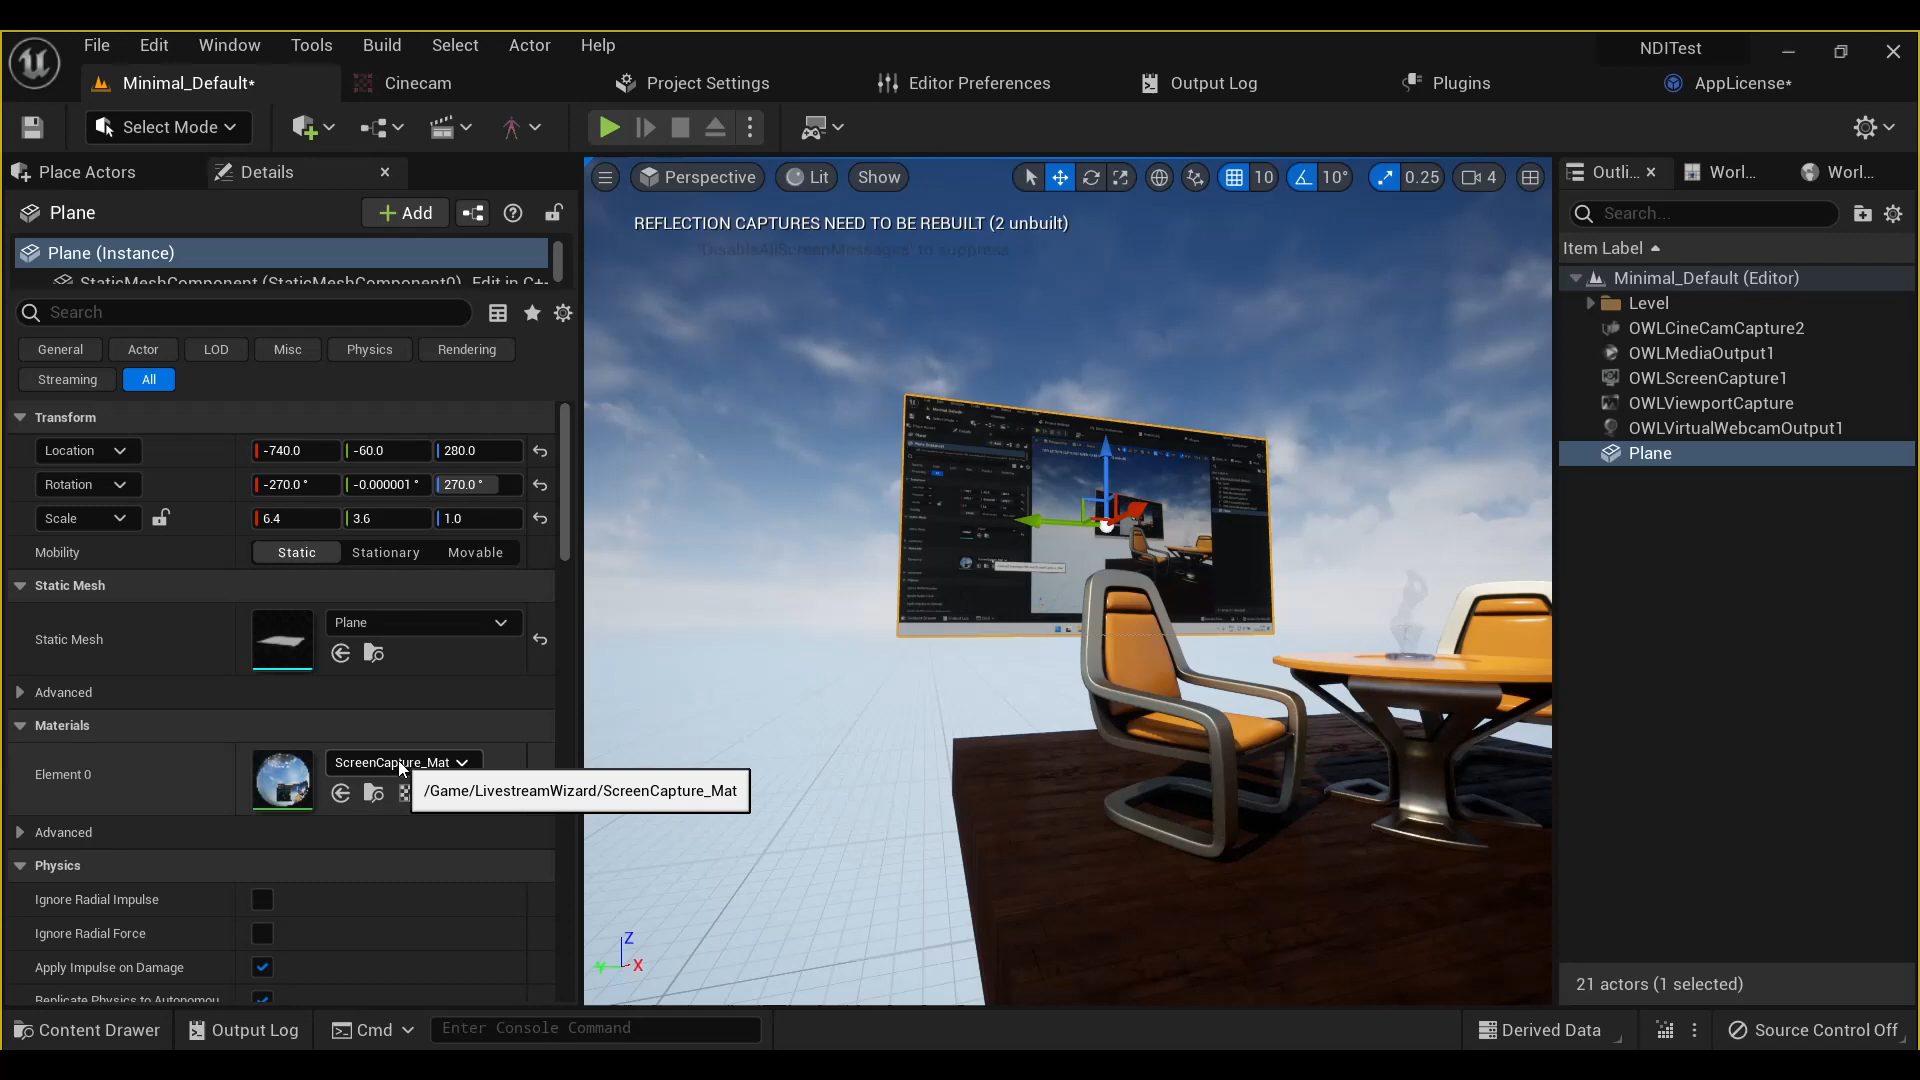 File Edit Window Tools Build Select Actor Help NDITest
Minimal_Default* Cinecam Project Settings Editor Preferences Output Log Plugins AppLicense*
Select Mode
Place Actors Details
Perspective Lit Show 10 10° 0.25 4
Outli... Worl... Worl...
Plane Add
Search...
REFLECTION CAPTURES NEED TO BE REBUILT (2 unbuilt)
'DisableAllScreenMessages' to suppress
Item Label
Plane (Instance)
StaticMeshComponent (StaticMeshComponent0) Edit in C++
Search
General Actor LOD Misc Physics Rendering
Streaming All
Transform
Location -740.0 -60.0 280.0
Rotation -270.0° -0.000001° 270.0°
Scale 6.4 3.6 1.0
Mobility Static Stationary Movable
Static Mesh
Static Mesh Plane
Advanced
Materials
Element 0 ScreenCapture_Mat
/Game/LivestreamWizard/ScreenCapture_Mat
Advanced
Physics
Ignore Radial Impulse
Ignore Radial Force
Apply Impulse on Damage
Replicate Physics to Autonomou
Z
Y X
Minimal_Default (Editor)
Level
OWLCineCamCapture2
OWLMediaOutput1
OWLScreenCapture1
OWLViewportCapture
OWLVirtualWebcamOutput1
Plane
21 actors (1 selected)
Content Drawer Output Log Cmd Enter Console Command Derived Data Source Control Off